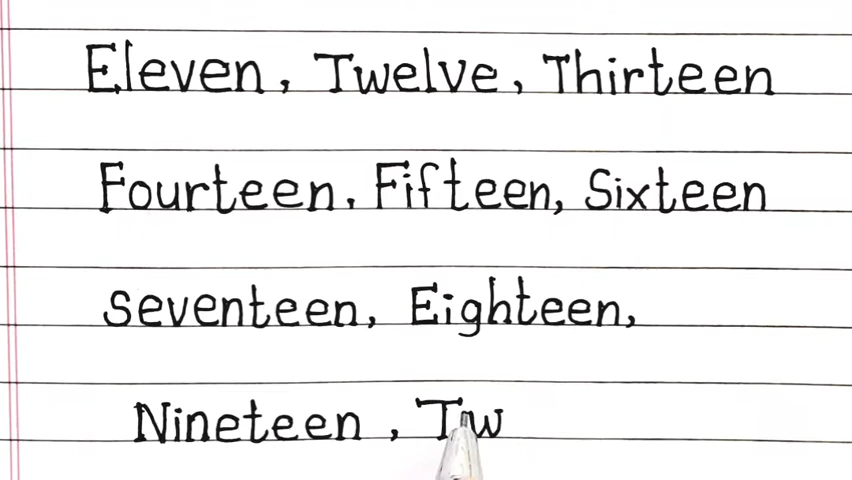 Eleven, Twelve, Thirteen
Fourteen, Fifteen, Sixteen
seventeen, Eighteen,
Nineteen , Tw